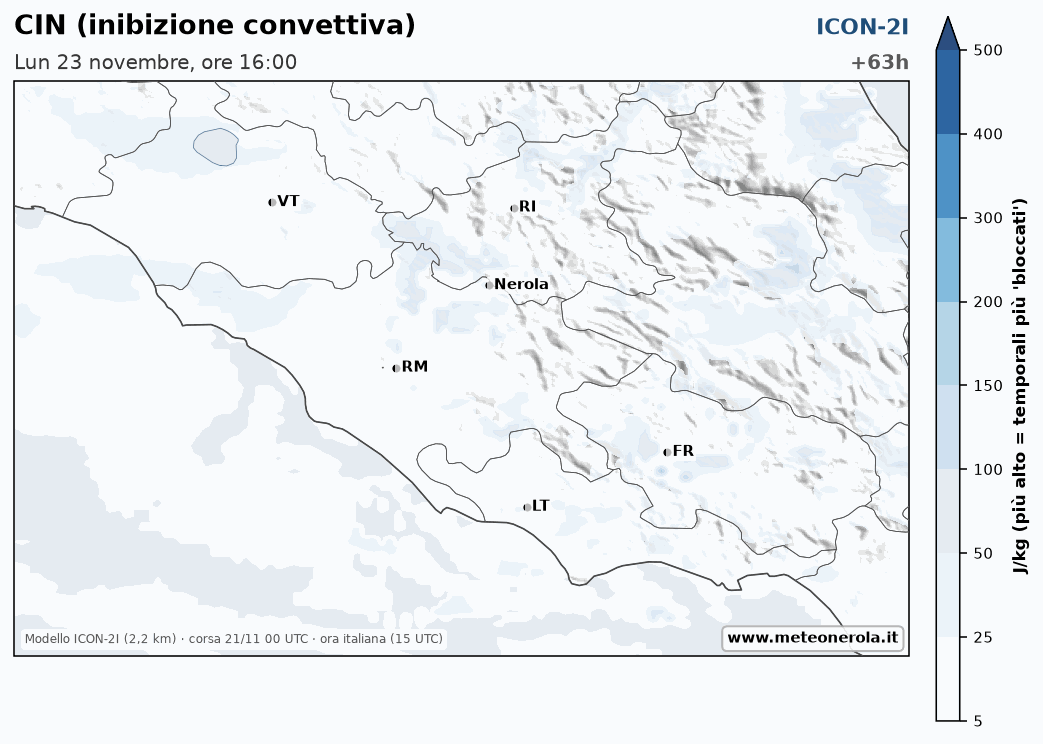 CIN (inibizione convettiva)
ICON-2I
Lun 23 novembre, ore 16:00
+63h
500
400
300
200
150
100
50
25
5
J/kg (più alto = temporali più 'bloccati')
VT
RI
Nerola
RM
FR
LT
Modello ICON-2I (2,2 km) · corsa 21/11 00 UTC · ora italiana (15 UTC)
www.meteonerola.it